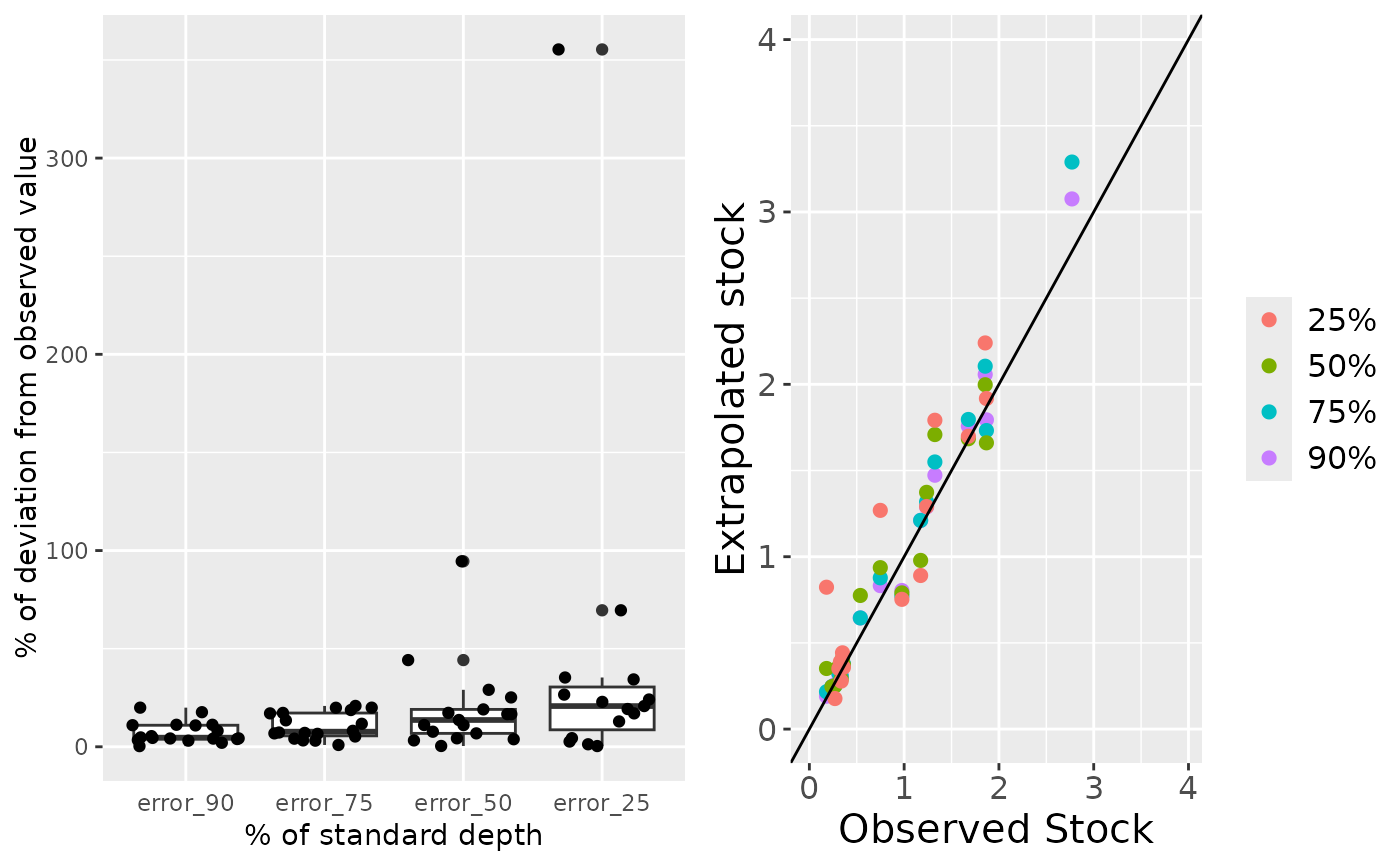 % of deviation from observed value
300
200
100
0
error_90 error_75 error_50 error_25
% of standard depth
Extrapolated stock
4
3
2
1
0
0 1 2 3 4
Observed Stock
25%
50%
75%
90%